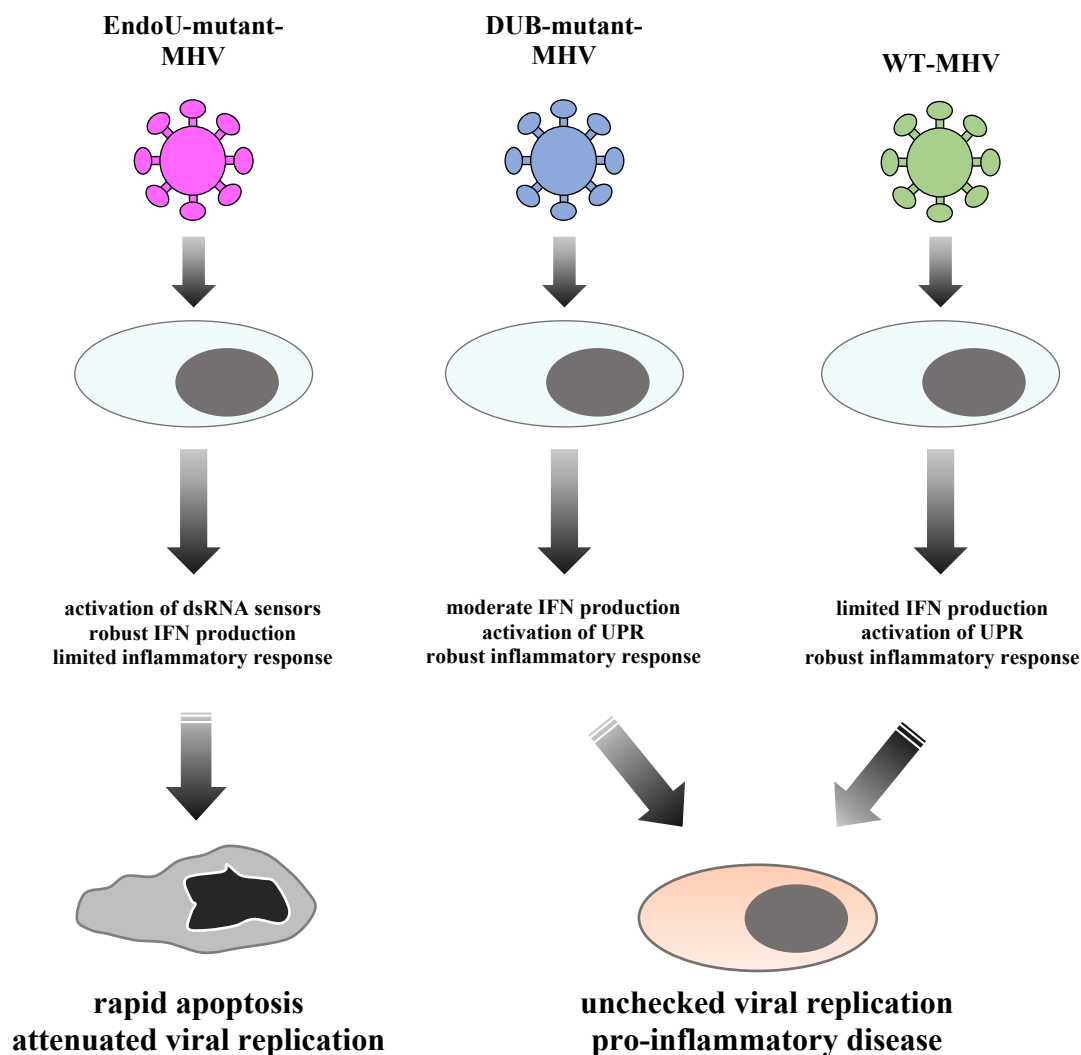 EndoU-mutant-
MHV
DUB-mutant-
MHV
WT-MHV
activation of dsRNA sensors
robust IFN production
limited inflammatory response
moderate IFN production
activation of UPR
robust inflammatory response
limited IFN production
activation of UPR
robust inflammatory response
rapid apoptosis
attenuated viral replication
unchecked viral replication
pro-inflammatory disease